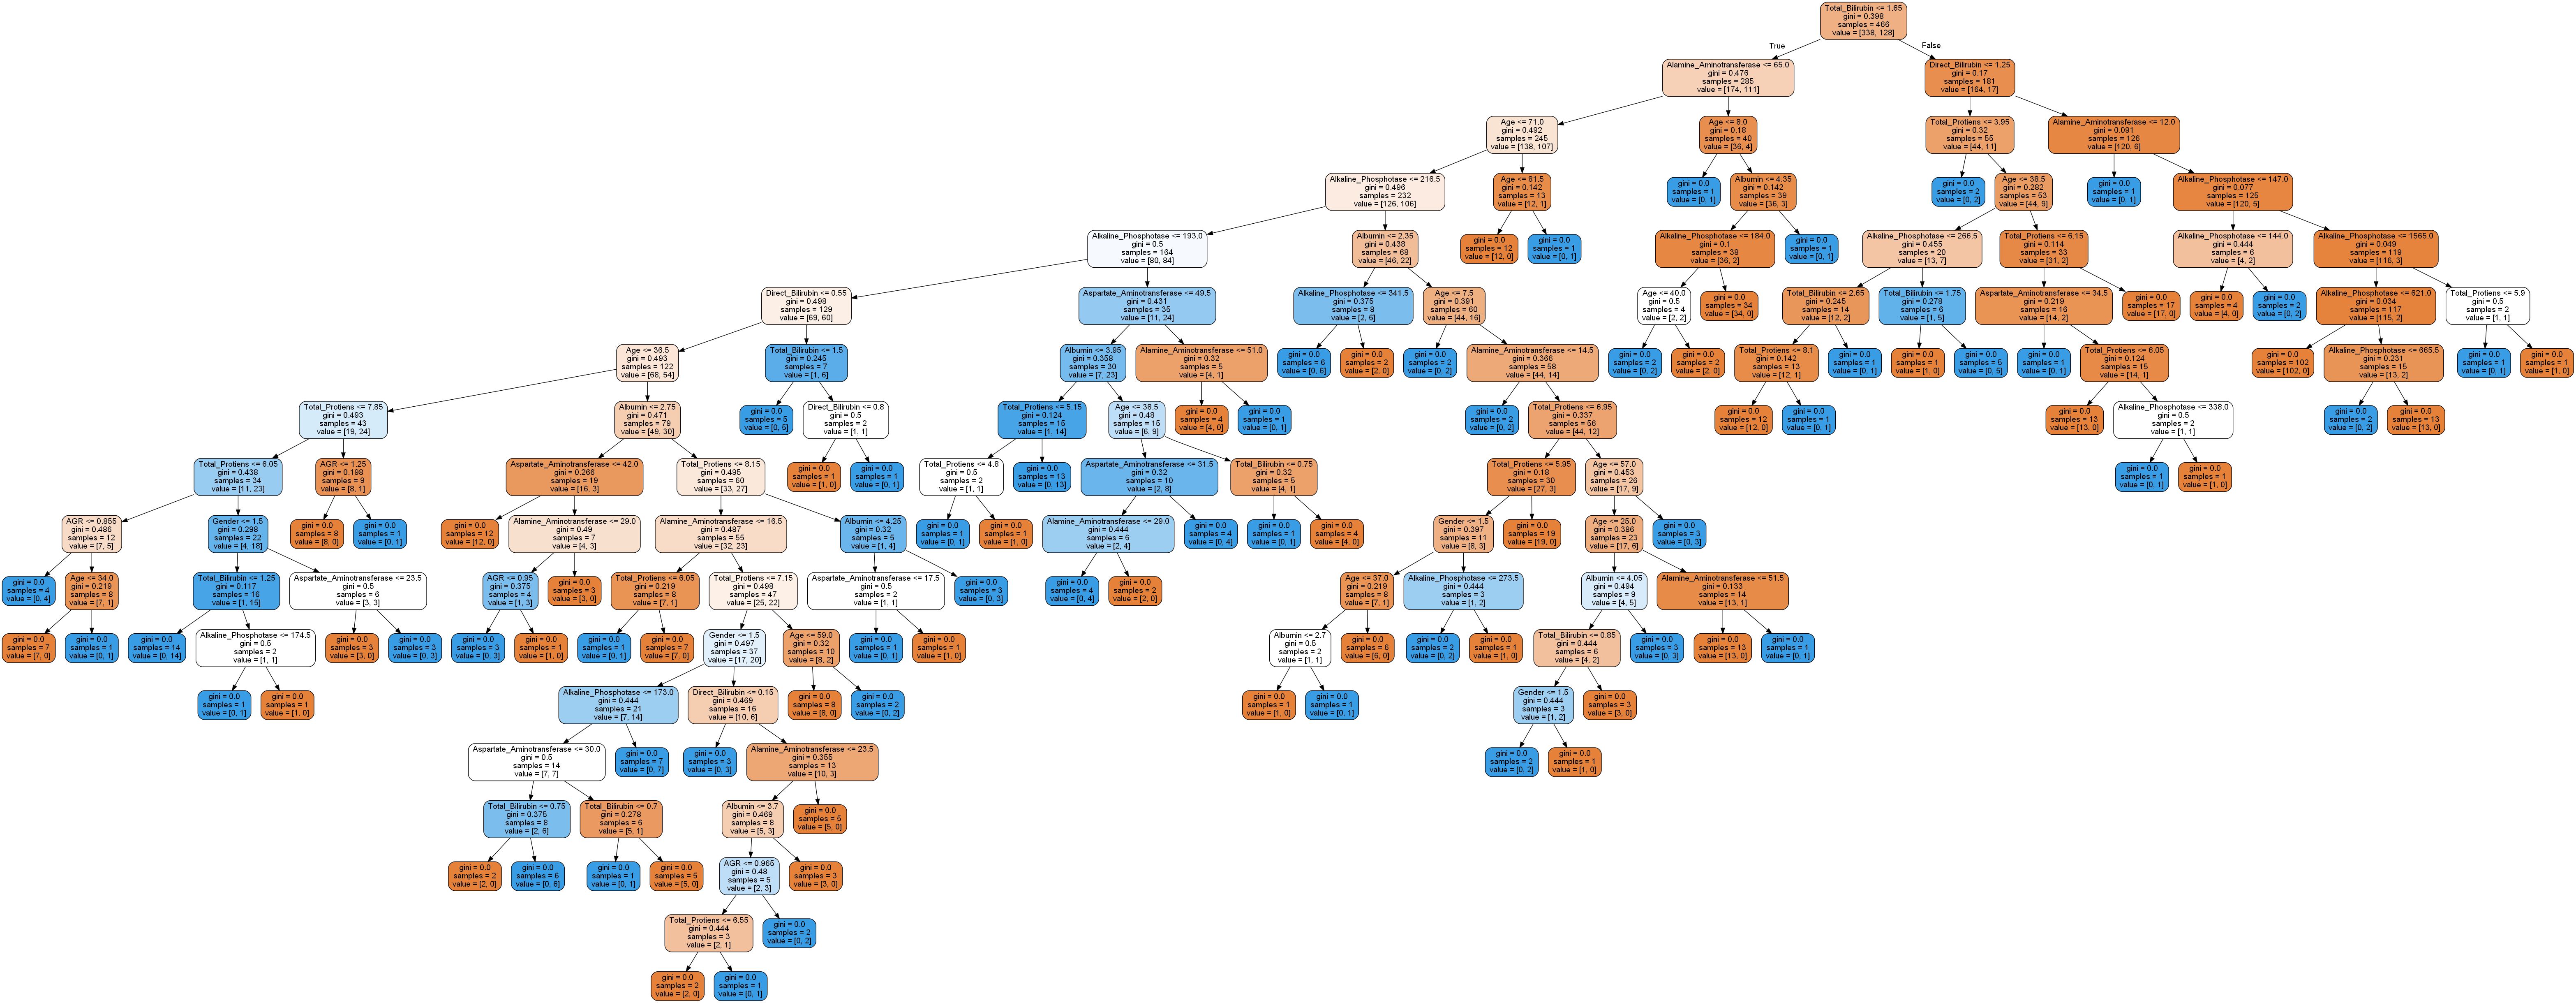 Total_Bilirubin <= 1.65
gini = 0.398
samples = 466
value = [338, 128]
True
False
Alamine_Aminotransferase <= 65.0
gini = 0.476
samples = 285
value = [174, 111]
Direct_Bilirubin <= 1.25
gini = 0.17
samples = 181
value = [164, 17]
Age <= 71.0
gini = 0.492
samples = 245
value = [138, 107]
Age <= 8.0
gini = 0.18
samples = 40
value = [36, 4]
Total_Protiens <= 3.95
gini = 0.32
samples = 55
value = [44, 11]
Alamine_Aminotransferase <= 12.0
gini = 0.091
samples = 126
value = [120, 6]
Alkaline_Phosphotase <= 216.5
gini = 0.496
samples = 232
value = [126, 106]
Age <= 81.5
gini = 0.142
samples = 13
value = [12, 1]
gini = 0.0
samples = 1
value = [0, 1]
Albumin <= 4.35
gini = 0.142
samples = 39
value = [36, 3]
gini = 0.0
samples = 2
value = [0, 2]
Age <= 38.5
gini = 0.282
samples = 53
value = [44, 9]
gini = 0.0
samples = 1
value = [0, 1]
Alkaline_Phosphotase <= 147.0
gini = 0.077
samples = 125
value = [120, 5]
Alkaline_Phosphotase <= 193.0
gini = 0.5
samples = 164
value = [80, 84]
Albumin <= 2.35
gini = 0.438
samples = 68
value = [46, 22]
gini = 0.0
samples = 12
value = [12, 0]
gini = 0.0
samples = 1
value = [0, 1]
Alkaline_Phosphotase <= 184.0
gini = 0.1
samples = 38
value = [36, 2]
gini = 0.0
samples = 1
value = [0, 1]
Alkaline_Phosphotase <= 266.5
gini = 0.455
samples = 20
value = [13, 7]
Total_Protiens <= 6.15
gini = 0.114
samples = 33
value = [31, 2]
Alkaline_Phosphotase <= 144.0
gini = 0.444
samples = 6
value = [4, 2]
Alkaline_Phosphotase <= 1565.0
gini = 0.049
samples = 119
value = [116, 3]
Direct_Bilirubin <= 0.55
gini = 0.498
samples = 129
value = [69, 60]
Aspartate_Aminotransferase <= 49.5
gini = 0.431
samples = 35
value = [11, 24]
Alkaline_Phosphotase <= 341.5
gini = 0.375
samples = 8
value = [2, 6]
Age <= 7.5
gini = 0.391
samples = 60
value = [44, 16]
Age <= 40.0
gini = 0.5
samples = 4
value = [2, 2]
gini = 0.0
samples = 34
value = [34, 0]
Total_Bilirubin <= 2.65
gini = 0.245
samples = 14
value = [12, 2]
Total_Bilirubin <= 1.75
gini = 0.278
samples = 6
value = [1, 5]
Aspartate_Aminotransferase <= 34.5
gini = 0.219
samples = 16
value = [14, 2]
gini = 0.0
samples = 17
value = [17, 0]
gini = 0.0
samples = 4
value = [4, 0]
gini = 0.0
samples = 2
value = [0, 2]
Alkaline_Phosphotase <= 621.0
gini = 0.034
samples = 117
value = [115, 2]
Total_Protiens <= 5.9
gini = 0.5
samples = 2
value = [1, 1]
Age <= 36.5
gini = 0.493
samples = 122
value = [68, 54]
Total_Bilirubin <= 1.5
gini = 0.245
samples = 7
value = [1, 6]
Albumin <= 3.95
gini = 0.358
samples = 30
value = [7, 23]
Alamine_Aminotransferase <= 51.0
gini = 0.32
samples = 5
value = [4, 1]
gini = 0.0
samples = 6
value = [0, 6]
gini = 0.0
samples = 2
value = [2, 0]
gini = 0.0
samples = 2
value = [0, 2]
Alamine_Aminotransferase <= 14.5
gini = 0.366
samples = 58
value = [44, 14]
gini = 0.0
samples = 2
value = [0, 2]
gini = 0.0
samples = 2
value = [2, 0]
Total_Protiens <= 8.1
gini = 0.142
samples = 13
value = [12, 1]
gini = 0.0
samples = 1
value = [0, 1]
gini = 0.0
samples = 1
value = [1, 0]
gini = 0.0
samples = 5
value = [0, 5]
gini = 0.0
samples = 1
value = [0, 1]
Total_Protiens <= 6.05
gini = 0.124
samples = 15
value = [14, 1]
gini = 0.0
samples = 102
value = [102, 0]
Alkaline_Phosphotase <= 665.5
gini = 0.231
samples = 15
value = [13, 2]
gini = 0.0
samples = 1
value = [0, 1]
gini = 0.0
samples = 1
value = [1, 0]
Total_Protiens <= 7.85
gini = 0.493
samples = 43
value = [19, 24]
Albumin <= 2.75
gini = 0.471
samples = 79
value = [49, 30]
gini = 0.0
samples = 5
value = [0, 5]
Direct_Bilirubin <= 0.8
gini = 0.5
samples = 2
value = [1, 1]
Total_Protiens <= 5.15
gini = 0.124
samples = 15
value = [1, 14]
Age <= 38.5
gini = 0.48
samples = 15
value = [6, 9]
gini = 0.0
samples = 4
value = [4, 0]
gini = 0.0
samples = 1
value = [0, 1]
gini = 0.0
samples = 2
value = [0, 2]
Total_Protiens <= 6.95
gini = 0.337
samples = 56
value = [44, 12]
gini = 0.0
samples = 12
value = [12, 0]
gini = 0.0
samples = 1
value = [0, 1]
gini = 0.0
samples = 13
value = [13, 0]
Alkaline_Phosphotase <= 338.0
gini = 0.5
samples = 2
value = [1, 1]
gini = 0.0
samples = 2
value = [0, 2]
gini = 0.0
samples = 13
value = [13, 0]
Total_Protiens <= 6.05
gini = 0.438
samples = 34
value = [11, 23]
AGR <= 1.25
gini = 0.198
samples = 9
value = [8, 1]
Aspartate_Aminotransferase <= 42.0
gini = 0.266
samples = 19
value = [16, 3]
Total_Protiens <= 8.15
gini = 0.495
samples = 60
value = [33, 27]
gini = 0.0
samples = 1
value = [1, 0]
gini = 0.0
samples = 1
value = [0, 1]
Total_Protiens <= 4.8
gini = 0.5
samples = 2
value = [1, 1]
gini = 0.0
samples = 13
value = [0, 13]
Aspartate_Aminotransferase <= 31.5
gini = 0.32
samples = 10
value = [2, 8]
Total_Bilirubin <= 0.75
gini = 0.32
samples = 5
value = [4, 1]
Total_Protiens <= 5.95
gini = 0.18
samples = 30
value = [27, 3]
Age <= 57.0
gini = 0.453
samples = 26
value = [17, 9]
gini = 0.0
samples = 1
value = [0, 1]
gini = 0.0
samples = 1
value = [1, 0]
AGR <= 0.855
gini = 0.486
samples = 12
value = [7, 5]
Gender <= 1.5
gini = 0.298
samples = 22
value = [4, 18]
gini = 0.0
samples = 8
value = [8, 0]
gini = 0.0
samples = 1
value = [0, 1]
gini = 0.0
samples = 12
value = [12, 0]
Alamine_Aminotransferase <= 29.0
gini = 0.49
samples = 7
value = [4, 3]
Alamine_Aminotransferase <= 16.5
gini = 0.487
samples = 55
value = [32, 23]
Albumin <= 4.25
gini = 0.32
samples = 5
value = [1, 4]
gini = 0.0
samples = 1
value = [0, 1]
gini = 0.0
samples = 1
value = [1, 0]
Alamine_Aminotransferase <= 29.0
gini = 0.444
samples = 6
value = [2, 4]
gini = 0.0
samples = 4
value = [0, 4]
gini = 0.0
samples = 1
value = [0, 1]
gini = 0.0
samples = 4
value = [4, 0]
Gender <= 1.5
gini = 0.397
samples = 11
value = [8, 3]
gini = 0.0
samples = 19
value = [19, 0]
Age <= 25.0
gini = 0.386
samples = 23
value = [17, 6]
gini = 0.0
samples = 3
value = [0, 3]
gini = 0.0
samples = 4
value = [0, 4]
Age <= 34.0
gini = 0.219
samples = 8
value = [7, 1]
Total_Bilirubin <= 1.25
gini = 0.117
samples = 16
value = [1, 15]
Aspartate_Aminotransferase <= 23.5
gini = 0.5
samples = 6
value = [3, 3]
AGR <= 0.95
gini = 0.375
samples = 4
value = [1, 3]
gini = 0.0
samples = 3
value = [3, 0]
Total_Protiens <= 6.05
gini = 0.219
samples = 8
value = [7, 1]
Total_Protiens <= 7.15
gini = 0.498
samples = 47
value = [25, 22]
Aspartate_Aminotransferase <= 17.5
gini = 0.5
samples = 2
value = [1, 1]
gini = 0.0
samples = 3
value = [0, 3]
gini = 0.0
samples = 4
value = [0, 4]
gini = 0.0
samples = 2
value = [2, 0]
Age <= 37.0
gini = 0.219
samples = 8
value = [7, 1]
Alkaline_Phosphotase <= 273.5
gini = 0.444
samples = 3
value = [1, 2]
Albumin <= 4.05
gini = 0.494
samples = 9
value = [4, 5]
Alamine_Aminotransferase <= 51.5
gini = 0.133
samples = 14
value = [13, 1]
gini = 0.0
samples = 7
value = [7, 0]
gini = 0.0
samples = 1
value = [0, 1]
gini = 0.0
samples = 14
value = [0, 14]
Alkaline_Phosphotase <= 174.5
gini = 0.5
samples = 2
value = [1, 1]
gini = 0.0
samples = 3
value = [3, 0]
gini = 0.0
samples = 3
value = [0, 3]
gini = 0.0
samples = 3
value = [0, 3]
gini = 0.0
samples = 1
value = [1, 0]
gini = 0.0
samples = 1
value = [0, 1]
gini = 0.0
samples = 7
value = [7, 0]
Gender <= 1.5
gini = 0.497
samples = 37
value = [17, 20]
Age <= 59.0
gini = 0.32
samples = 10
value = [8, 2]
gini = 0.0
samples = 1
value = [0, 1]
gini = 0.0
samples = 1
value = [1, 0]
Albumin <= 2.7
gini = 0.5
samples = 2
value = [1, 1]
gini = 0.0
samples = 6
value = [6, 0]
gini = 0.0
samples = 2
value = [0, 2]
gini = 0.0
samples = 1
value = [1, 0]
Total_Bilirubin <= 0.85
gini = 0.444
samples = 6
value = [4, 2]
gini = 0.0
samples = 3
value = [0, 3]
gini = 0.0
samples = 13
value = [13, 0]
gini = 0.0
samples = 1
value = [0, 1]
gini = 0.0
samples = 1
value = [0, 1]
gini = 0.0
samples = 1
value = [1, 0]
Alkaline_Phosphotase <= 173.0
gini = 0.444
samples = 21
value = [7, 14]
Direct_Bilirubin <= 0.15
gini = 0.469
samples = 16
value = [10, 6]
gini = 0.0
samples = 8
value = [8, 0]
gini = 0.0
samples = 2
value = [0, 2]
gini = 0.0
samples = 1
value = [1, 0]
gini = 0.0
samples = 1
value = [0, 1]
Gender <= 1.5
gini = 0.444
samples = 3
value = [1, 2]
gini = 0.0
samples = 3
value = [3, 0]
Aspartate_Aminotransferase <= 30.0
gini = 0.5
samples = 14
value = [7, 7]
gini = 0.0
samples = 7
value = [0, 7]
gini = 0.0
samples = 3
value = [0, 3]
Alamine_Aminotransferase <= 23.5
gini = 0.355
samples = 13
value = [10, 3]
gini = 0.0
samples = 2
value = [0, 2]
gini = 0.0
samples = 1
value = [1, 0]
Total_Bilirubin <= 0.75
gini = 0.375
samples = 8
value = [2, 6]
Total_Bilirubin <= 0.7
gini = 0.278
samples = 6
value = [5, 1]
Albumin <= 3.7
gini = 0.469
samples = 8
value = [5, 3]
gini = 0.0
samples = 5
value = [5, 0]
gini = 0.0
samples = 2
value = [2, 0]
gini = 0.0
samples = 6
value = [0, 6]
gini = 0.0
samples = 1
value = [0, 1]
gini = 0.0
samples = 5
value = [5, 0]
AGR <= 0.965
gini = 0.48
samples = 5
value = [2, 3]
gini = 0.0
samples = 3
value = [3, 0]
Total_Protiens <= 6.55
gini = 0.444
samples = 3
value = [2, 1]
gini = 0.0
samples = 2
value = [0, 2]
gini = 0.0
samples = 2
value = [2, 0]
gini = 0.0
samples = 1
value = [0, 1]